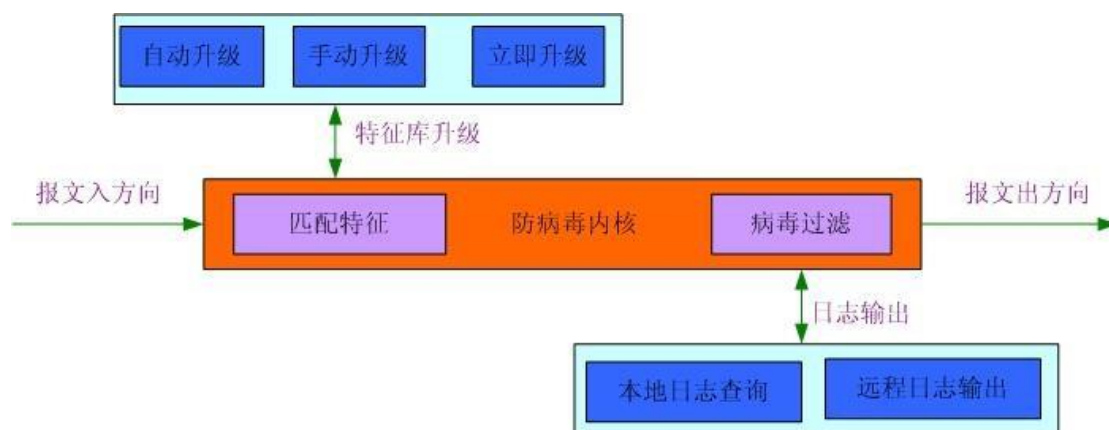 自动升级
手动升级
立即升级
特征库升级
报文入方向
报文出方向
匹配特征
防病毒内核
病毒过滤
日志输出
本地日志查询
远程日志输出